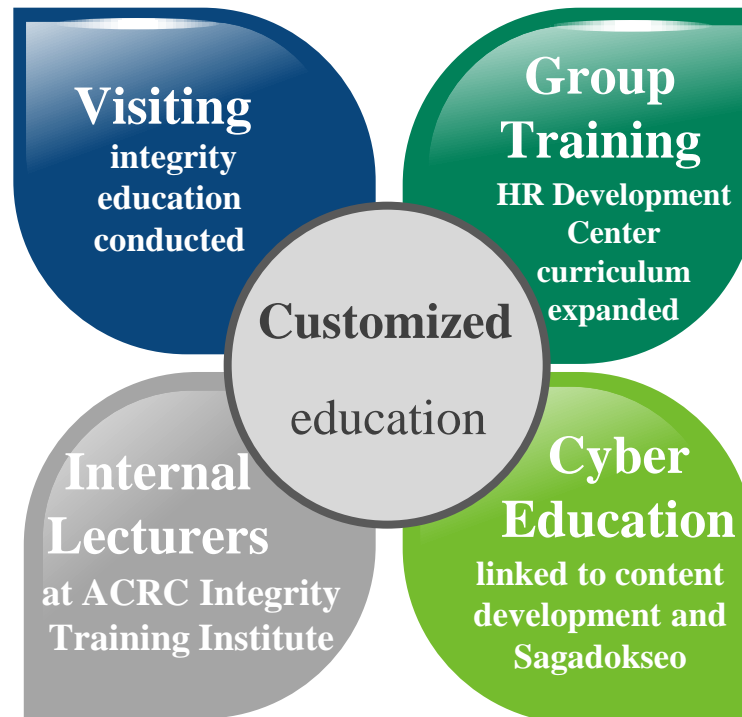 Visiting
integrity
education
conducted
Group
Training
HR Development
Center
curriculum
expanded
Customized
education
Internal
Lecturers
at ACRC Integrity
Training Institute
Cyber
Education
linked to content
development and
Sagadokseo